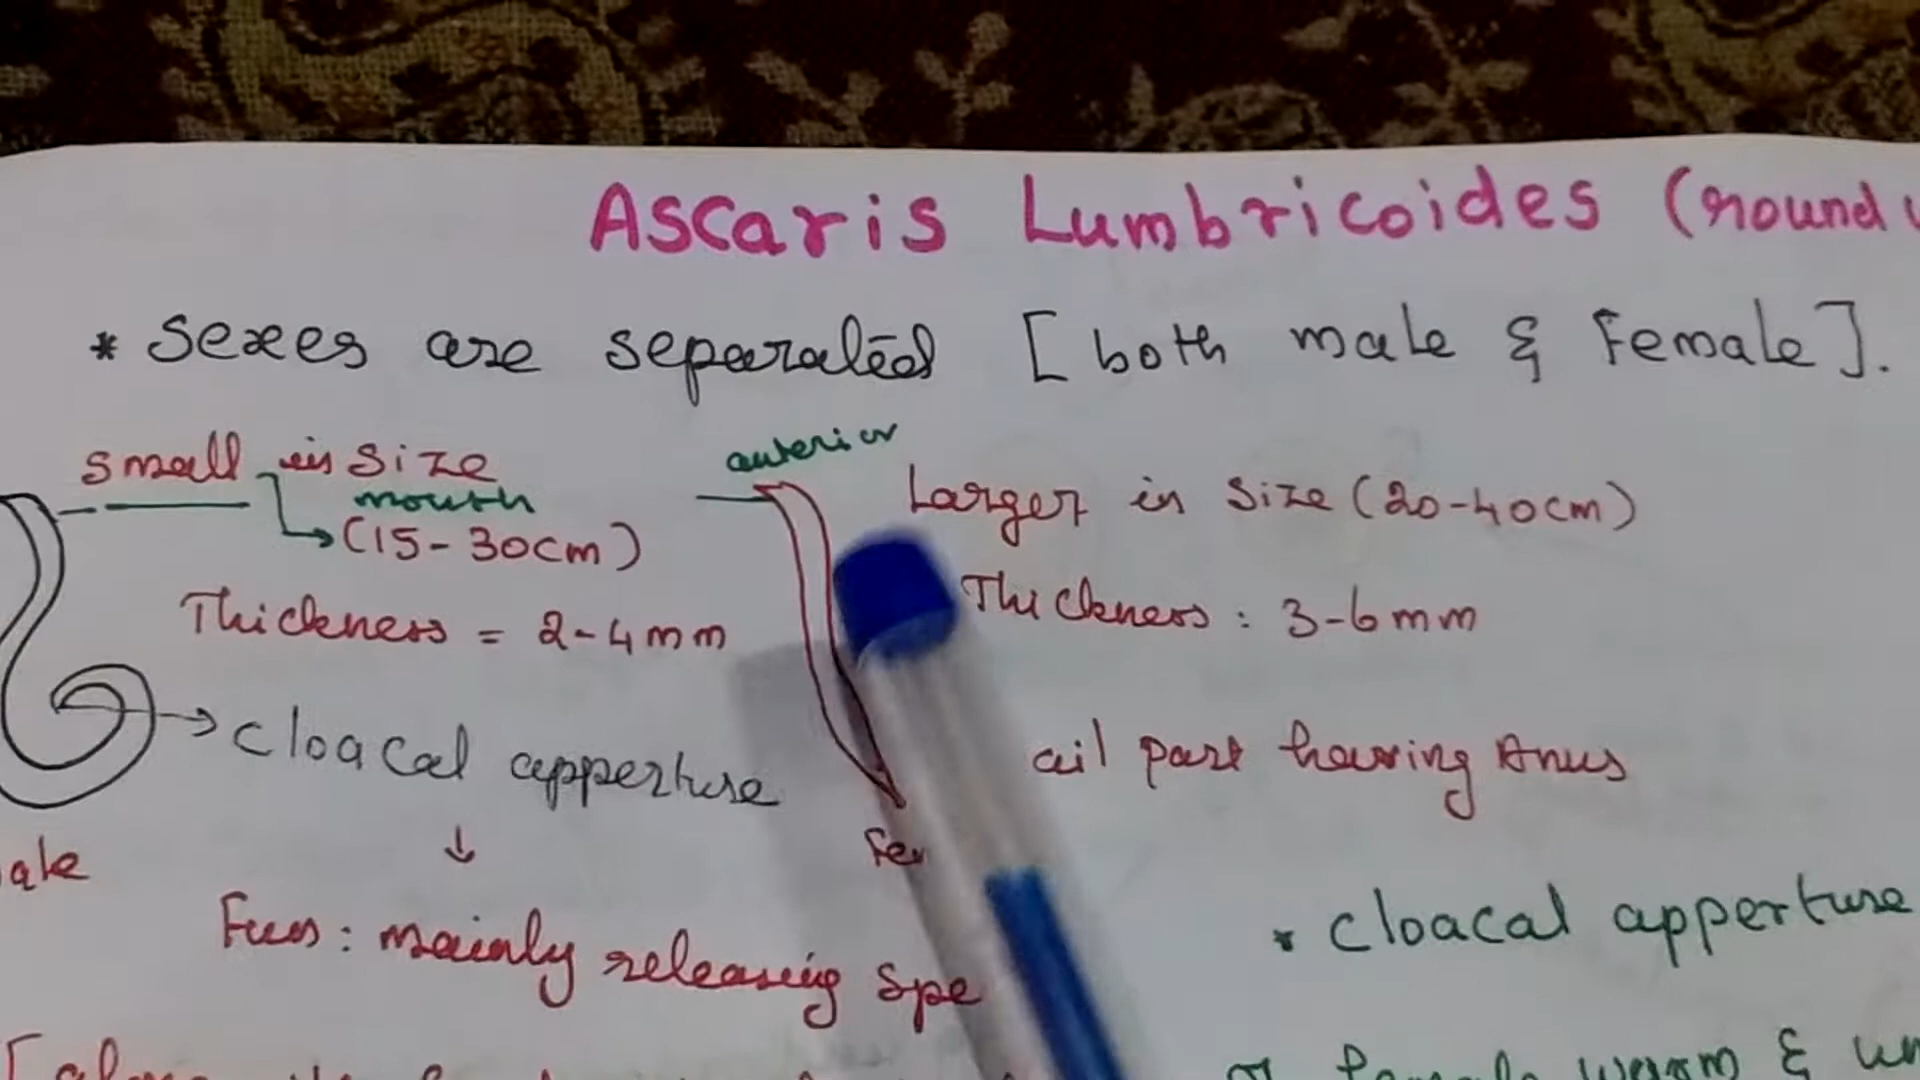 Ascaris Lumbricoides (round
* Sexes are separated [both male & Female].
small in size
mouth
(15-30cm)
Thickness = 2-4mm
cloacal apperture
↓
anterior
Larger in Size (20-40cm)
Thickness: 3-6mm
ail part having Anus
ale
Fe
Fun: mainly releasing Spe
* cloacal apperture
female worm &